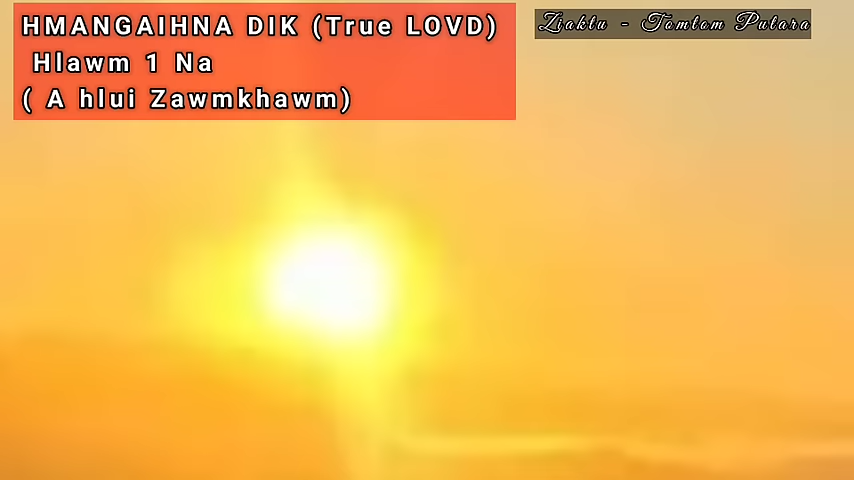 HMANGAIHNA DIK (True LOVD)
Hlawm 1 Na
( A hlui Zawmkhawm)
Ziaktu - Tomtom Putara